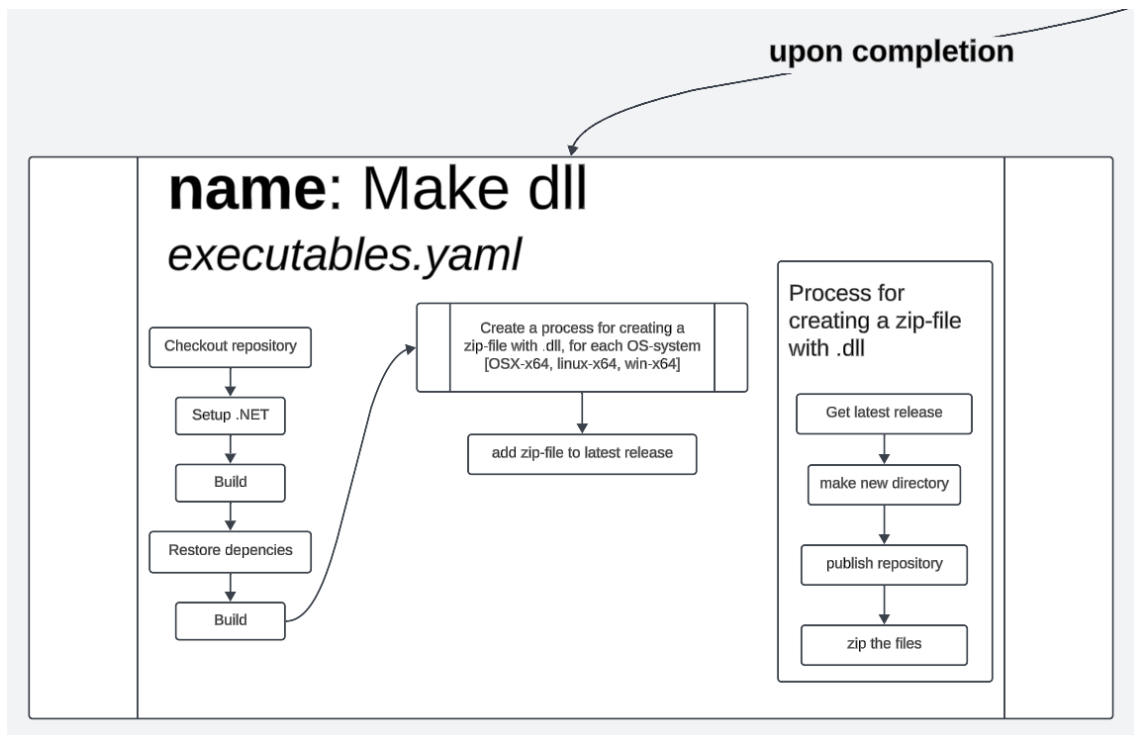 upon completion
name: Make dll
executables.yaml
Checkout repository
Setup .NET
Build
Restore depencies
Build
Create a process for creating a
zip-file with .dll, for each OS-system
[OSX-x64, linux-x64, win-x64]
add zip-file to latest release
Process for
creating a zip-file
with .dll
Get latest release
make new directory
publish repository
zip the files